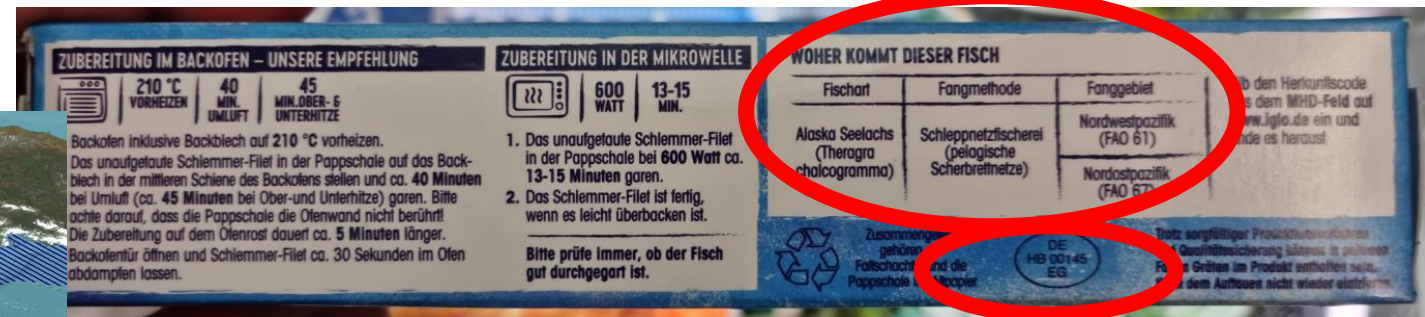 ZUBEREITUNG IM BACKOFEN – UNSERE EMPFEHLUNG
210 °C
VORHEIZEN
40
MIN.
UMLUFT
45
MIN.OBER- &
UNTERHITZE
Backofen inklusive Backblech auf 210 °C vorheizen.
Das unaufgetaute Schlemmer-Filet in der Pappschale auf das Back-
blech in der mittleren Schiene des Backofens stellen und ca. 40 Minuten
bei Umluft (ca. 45 Minuten bei Ober-und Unterhitze) garen. Bitte
achte darauf, dass die Pappschale die Ofenwand nicht berührt!
Die Zubereitung auf dem Ofenrost dauert ca. 5 Minuten länger.
Backofentür öffnen und Schlemmer-Filet ca. 30 Sekunden im Ofen
abdampfen lassen.
ZUBEREITUNG IN DER MIKROWELLE
600
WATT
13-15
MIN.
1. Das unaufgetaute Schlemmer-Filet
in der Pappschale bei 600 Watt ca.
13-15 Minuten garen.
2. Das Schlemmer-Filet ist fertig,
wenn es leicht überbacken ist.
Bitte prüfe immer, ob der Fisch
gut durchgegart ist.
WOHER KOMMT DIESER FISCH
Fischart
Fangmethode
Fanggebiet
Alaska Seelachs
(Theragra
chalcogramma)
Schleppnetzfischerei
(pelagische
Scherbrettnetze)
Nordwestpazifik
(FAO 61)
Nordostpazifik
(FAO 67)
b den Herkunftscode
s dem MHD-Feld auf
ww.iglo.de ein und
nde es heraus!
Zusammenge
gehören
Faltschacht und die
Pappschale
DE
HB 00145
EG
Trotz sorgfältiger
Qualitätssicherung können in
Gräten im Produkt enthalten sein.
dem Auftauen nicht wieder einfrieren.